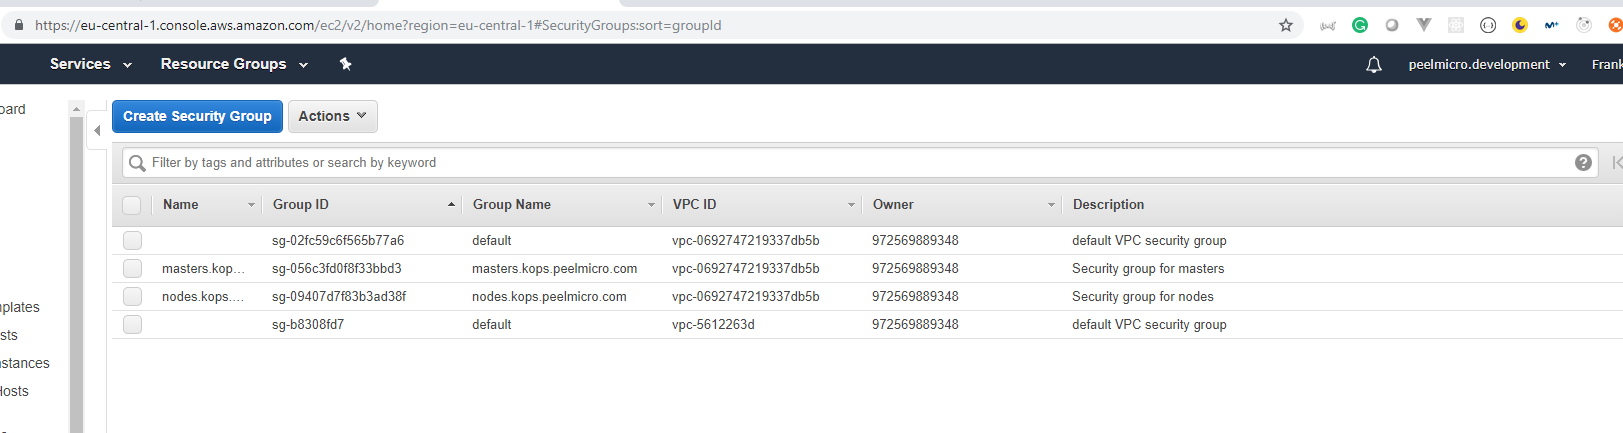 https://eu-central-1.console.aws.amazon.com/ec2/v2/home?region=eu-central-1#SecurityGroups:sort=groupId
Services Resource Groups peelmicro.development Frank
oard
Create Security Group Actions
Filter by tags and attributes or search by keyword
Name Group ID Group Name VPC ID Owner Description
sg-02fc59c6f565b77a6 default vpc-0692747219337db5b 972569889348 default VPC security group
masters.kop... sg-056c3fd0f8f33bbd3 masters.kops.peelmicro.com vpc-0692747219337db5b 972569889348 Security group for masters
nodes.kops.... sg-09407d7f83b3ad38f nodes.kops.peelmicro.com vpc-0692747219337db5b 972569889348 Security group for nodes
sg-b8308fd7 default vpc-5612263d 972569889348 default VPC security group
nplates
sts
nstances
Hosts